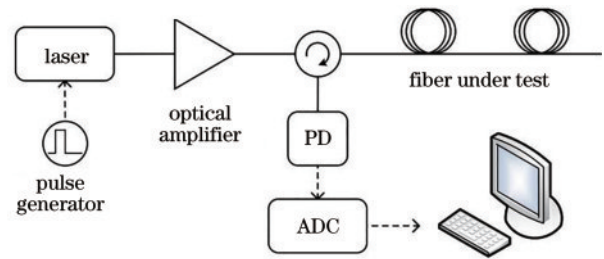 laser
optical
amplifier
fiber under test
PD
pulse
generator
ADC